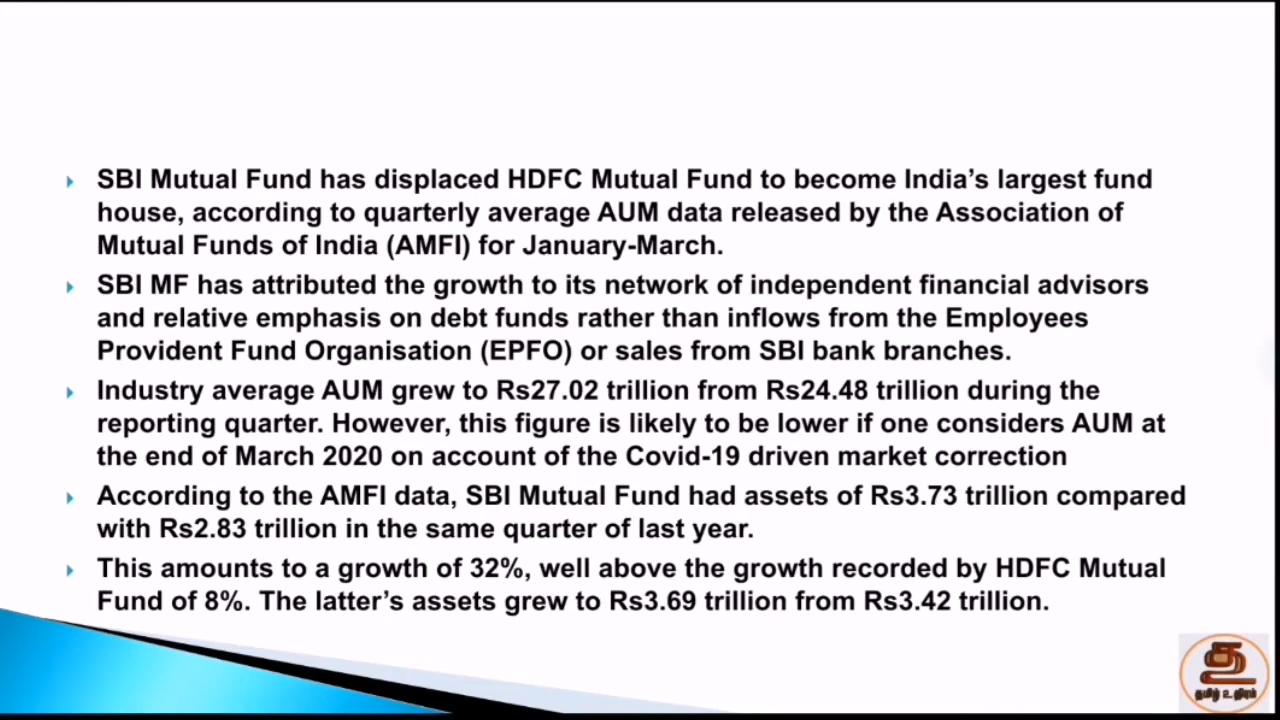 SBI Mutual Fund has displaced HDFC Mutual Fund to become India’s largest fund
house, according to quarterly average AUM data released by the Association of
Mutual Funds of India (AMFI) for January-March.
SBI MF has attributed the growth to its network of independent financial advisors
and relative emphasis on debt funds rather than inflows from the Employees
Provident Fund Organisation (EPFO) or sales from SBI bank branches.
Industry average AUM grew to Rs27.02 trillion from Rs24.48 trillion during the
reporting quarter. However, this figure is likely to be lower if one considers AUM at
the end of March 2020 on account of the Covid-19 driven market correction
According to the AMFI data, SBI Mutual Fund had assets of Rs3.73 trillion compared
with Rs2.83 trillion in the same quarter of last year.
This amounts to a growth of 32%, well above the growth recorded by HDFC Mutual
Fund of 8%. The latter’s assets grew to Rs3.69 trillion from Rs3.42 trillion.
த
தமிழ் உதிரம்